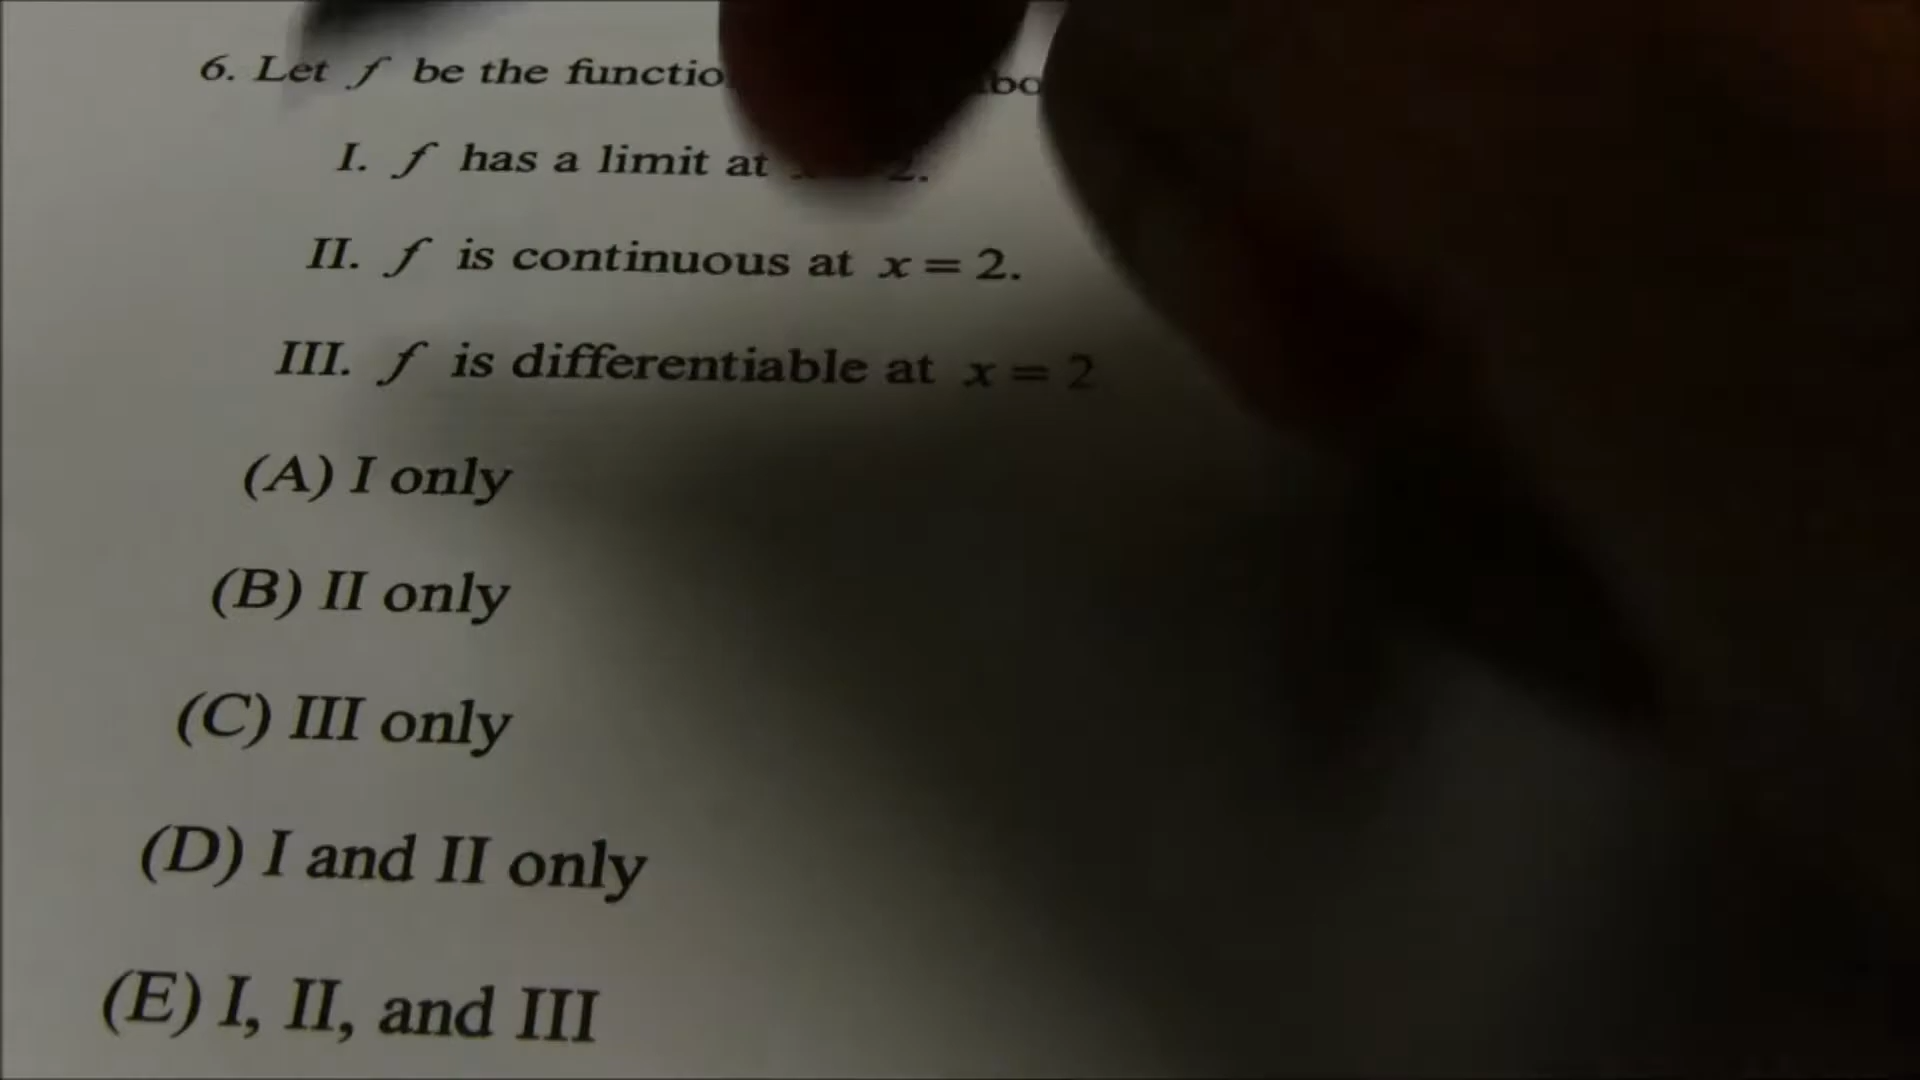 6. Let f be the
I. f has a limit at 2.
II. f is continuous at x = 2.
III. f is differentiable at x = 2
(A) I only
(B) II only
(C) III only
(D) I and II only
(E) I, II, and III